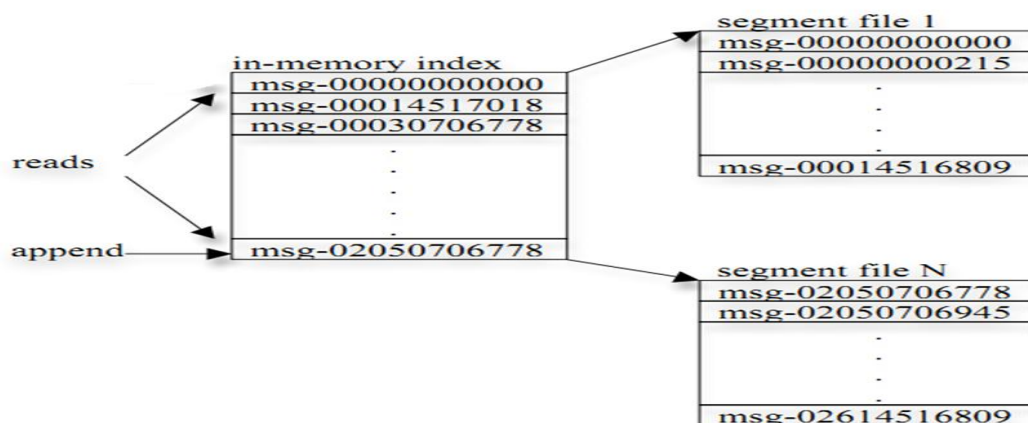 segment file 1
msg-00000000000
msg-00000000215
msg-00014516809
in-memory index
msg-00000000000
msg-00014517018
msg-00030706778
msg-02050706778
reads
append
segment file N
msg-02050706778
msg-02050706945
msg-02614516809